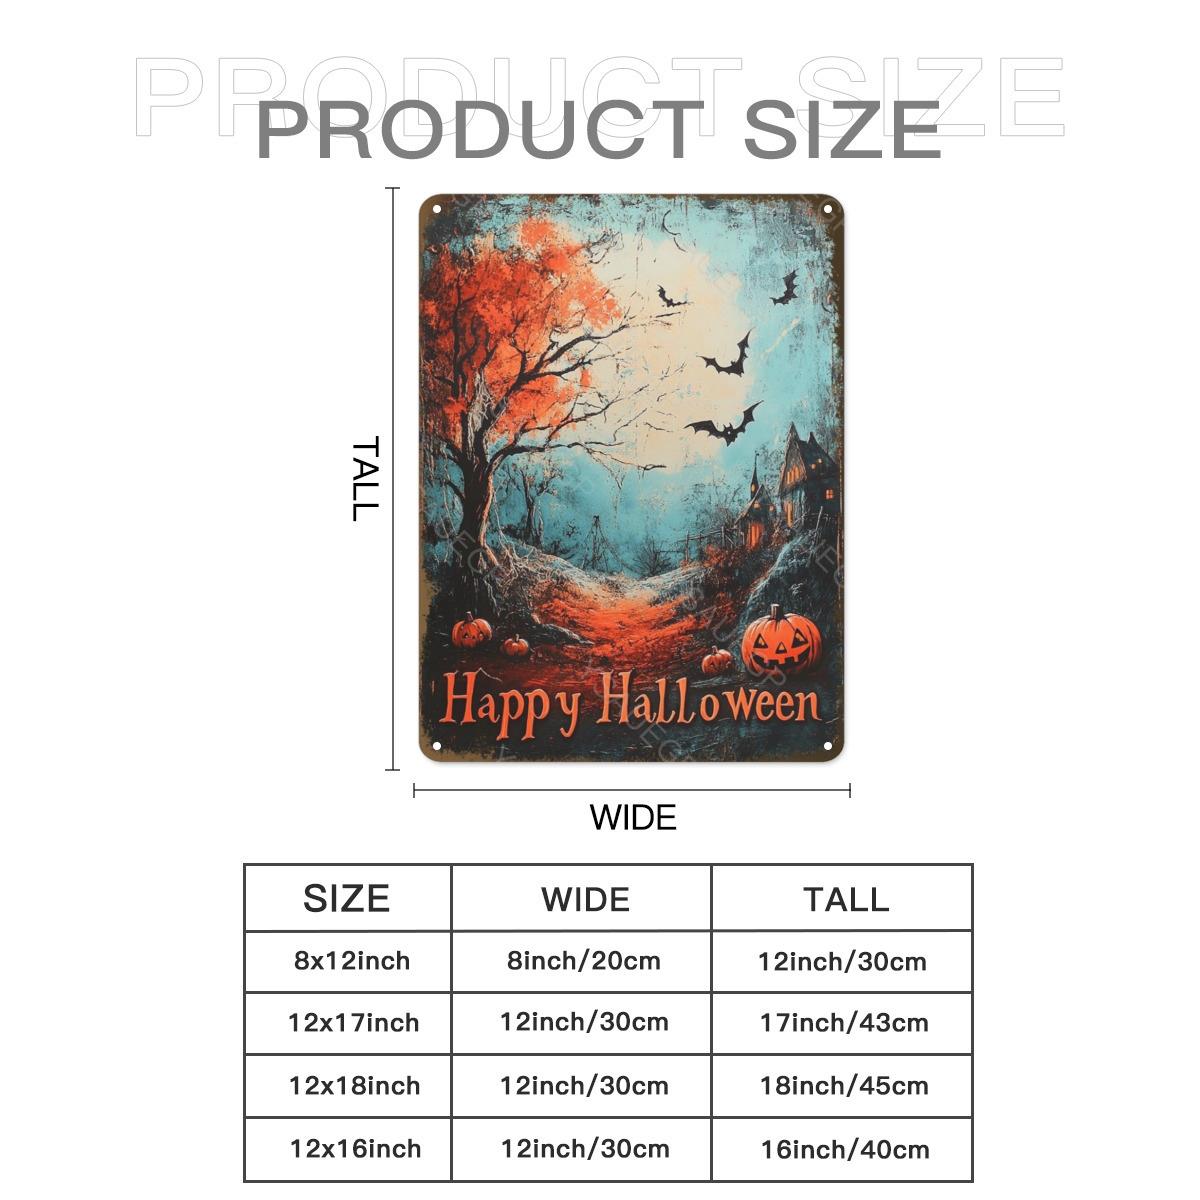 PRODUCT SIZE
PRODUCT SIZE
TALL
Happy Halloween
WIDE
SIZE WIDE TALL
8x12inch 8inch/20cm 12inch/30cm
12x17inch 12inch/30cm 17inch/43cm
12x18inch 12inch/30cm 18inch/45cm
12x16inch 12inch/30cm 16inch/40cm